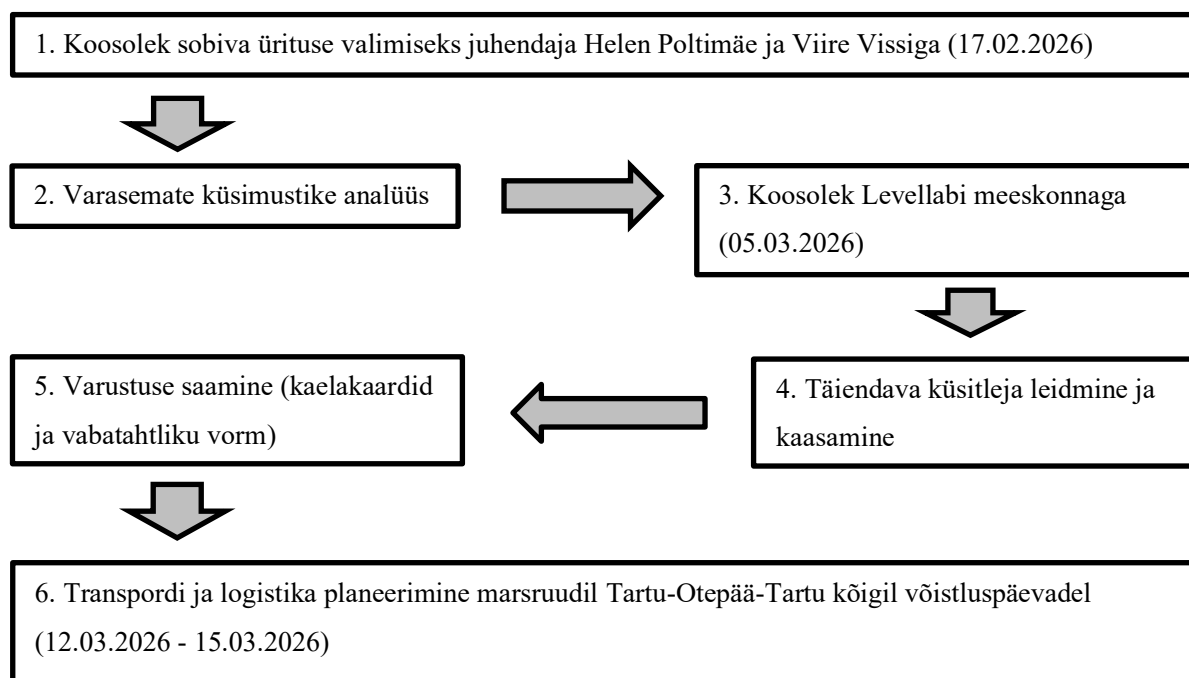 1. Koosolek sobiva ürituse valimiseks juhendaja Helen Poltimäe ja Viire Vissiga (17.02.2026)
2. Varasemate küsimustike analüüs
3. Koosolek Levellabi meeskonnaga
(05.03.2026)
4. Täiendava küsitleja leidmine ja
kaasamine
5. Varustuse saamine (kaelakaardid
ja vabatahtliku vorm)
6. Transpordi ja logistika planeerimine marsruudil Tartu-Otepää-Tartu kõigil võistluspäevadel
(12.03.2026 - 15.03.2026)